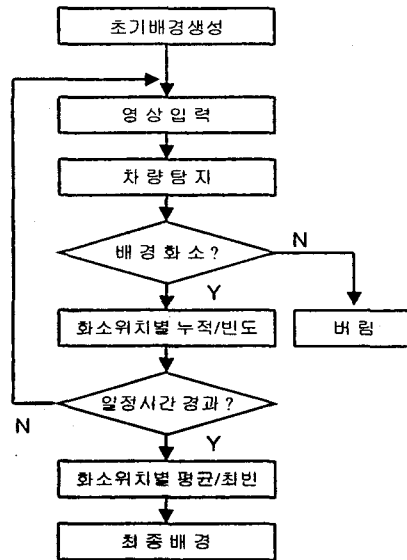 초기배경생성
영 상 입 력
차 량 탐 지
배 경 화 소 ?
N
Y
화소위치별 누적/빈도
버 림
일정시간 경과 ?
N
Y
화소위치별 평균/최빈
최 종 배 경